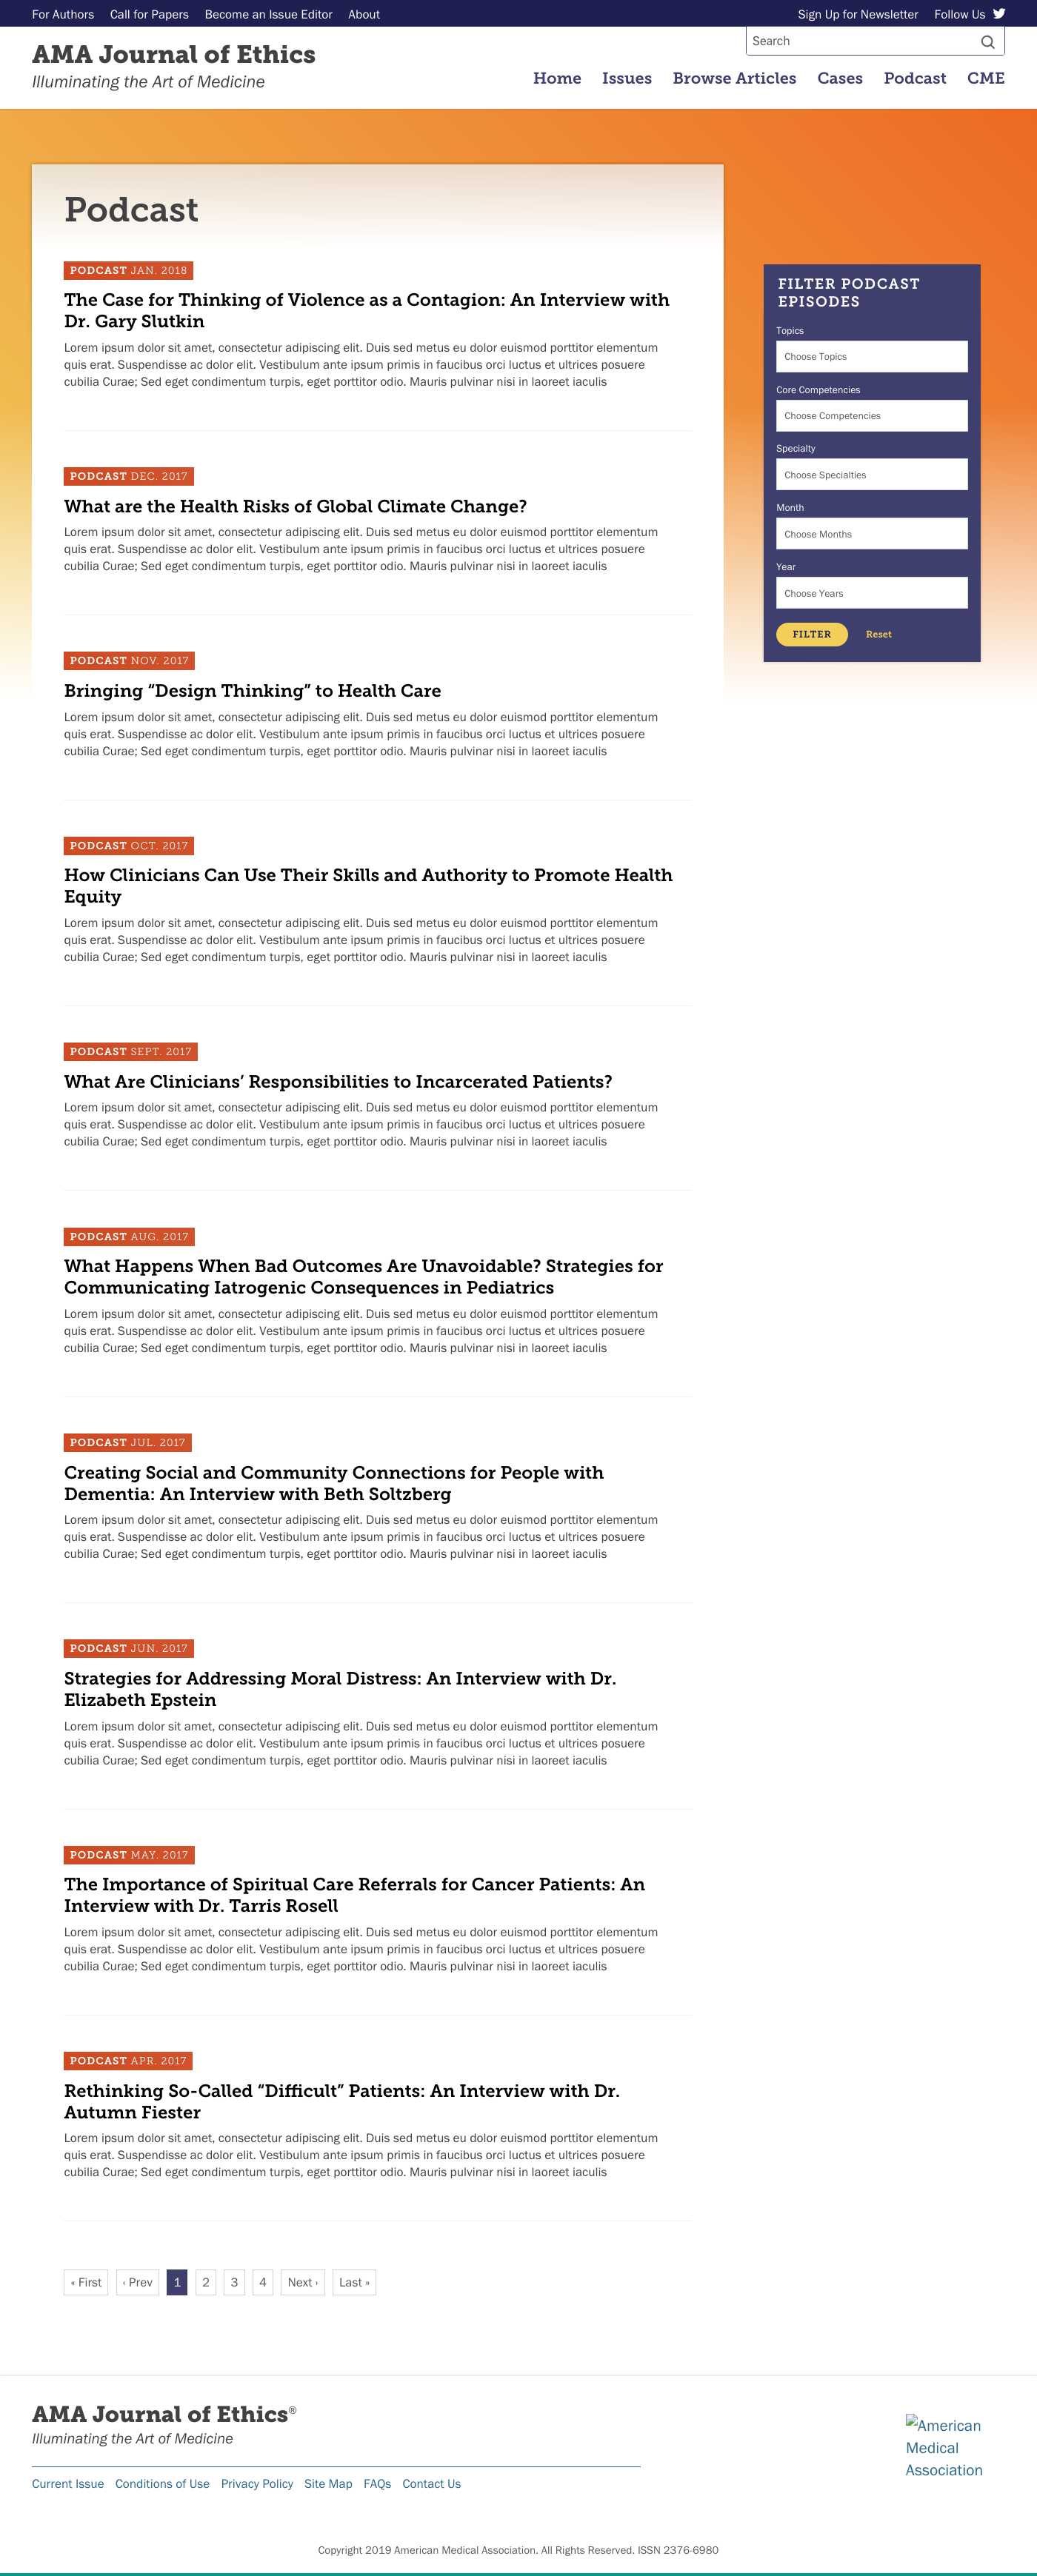 For Authors Call for Papers Become an Issue Editor About Sign Up for Newsletter Follow Us
AMA Journal of Ethics
Illuminating the Art of Medicine
Search
Home Issues Browse Articles Cases Podcast CME
Podcast
PODCAST JAN. 2018
The Case for Thinking of Violence as a Contagion: An Interview with
Dr. Gary Slutkin
Lorem ipsum dolor sit amet, consectetur adipiscing elit. Duis sed metus eu dolor euismod porttitor elementum
quis erat. Suspendisse ac dolor elit. Vestibulum ante ipsum primis in faucibus orci luctus et ultrices posuere
cubilia Curae; Sed eget condimentum turpis, eget porttitor odio. Mauris pulvinar nisi in laoreet iaculis
PODCAST DEC. 2017
What are the Health Risks of Global Climate Change?
Lorem ipsum dolor sit amet, consectetur adipiscing elit. Duis sed metus eu dolor euismod porttitor elementum
quis erat. Suspendisse ac dolor elit. Vestibulum ante ipsum primis in faucibus orci luctus et ultrices posuere
cubilia Curae; Sed eget condimentum turpis, eget porttitor odio. Mauris pulvinar nisi in laoreet iaculis
PODCAST NOV. 2017
Bringing “Design Thinking” to Health Care
Lorem ipsum dolor sit amet, consectetur adipiscing elit. Duis sed metus eu dolor euismod porttitor elementum
quis erat. Suspendisse ac dolor elit. Vestibulum ante ipsum primis in faucibus orci luctus et ultrices posuere
cubilia Curae; Sed eget condimentum turpis, eget porttitor odio. Mauris pulvinar nisi in laoreet iaculis
PODCAST OCT. 2017
How Clinicians Can Use Their Skills and Authority to Promote Health
Equity
Lorem ipsum dolor sit amet, consectetur adipiscing elit. Duis sed metus eu dolor euismod porttitor elementum
quis erat. Suspendisse ac dolor elit. Vestibulum ante ipsum primis in faucibus orci luctus et ultrices posuere
cubilia Curae; Sed eget condimentum turpis, eget porttitor odio. Mauris pulvinar nisi in laoreet iaculis
PODCAST SEPT. 2017
What Are Clinicians’ Responsibilities to Incarcerated Patients?
Lorem ipsum dolor sit amet, consectetur adipiscing elit. Duis sed metus eu dolor euismod porttitor elementum
quis erat. Suspendisse ac dolor elit. Vestibulum ante ipsum primis in faucibus orci luctus et ultrices posuere
cubilia Curae; Sed eget condimentum turpis, eget porttitor odio. Mauris pulvinar nisi in laoreet iaculis
PODCAST AUG. 2017
What Happens When Bad Outcomes Are Unavoidable? Strategies for
Communicating Iatrogenic Consequences in Pediatrics
Lorem ipsum dolor sit amet, consectetur adipiscing elit. Duis sed metus eu dolor euismod porttitor elementum
quis erat. Suspendisse ac dolor elit. Vestibulum ante ipsum primis in faucibus orci luctus et ultrices posuere
cubilia Curae; Sed eget condimentum turpis, eget porttitor odio. Mauris pulvinar nisi in laoreet iaculis
PODCAST JUL. 2017
Creating Social and Community Connections for People with
Dementia: An Interview with Beth Soltzberg
Lorem ipsum dolor sit amet, consectetur adipiscing elit. Duis sed metus eu dolor euismod porttitor elementum
quis erat. Suspendisse ac dolor elit. Vestibulum ante ipsum primis in faucibus orci luctus et ultrices posuere
cubilia Curae; Sed eget condimentum turpis, eget porttitor odio. Mauris pulvinar nisi in laoreet iaculis
PODCAST JUN. 2017
Strategies for Addressing Moral Distress: An Interview with Dr.
Elizabeth Epstein
Lorem ipsum dolor sit amet, consectetur adipiscing elit. Duis sed metus eu dolor euismod porttitor elementum
quis erat. Suspendisse ac dolor elit. Vestibulum ante ipsum primis in faucibus orci luctus et ultrices posuere
cubilia Curae; Sed eget condimentum turpis, eget porttitor odio. Mauris pulvinar nisi in laoreet iaculis
PODCAST MAY. 2017
The Importance of Spiritual Care Referrals for Cancer Patients: An
Interview with Dr. Tarris Rosell
Lorem ipsum dolor sit amet, consectetur adipiscing elit. Duis sed metus eu dolor euismod porttitor elementum
quis erat. Suspendisse ac dolor elit. Vestibulum ante ipsum primis in faucibus orci luctus et ultrices posuere
cubilia Curae; Sed eget condimentum turpis, eget porttitor odio. Mauris pulvinar nisi in laoreet iaculis
PODCAST APR. 2017
Rethinking So-Called “Difficult” Patients: An Interview with Dr.
Autumn Fiester
Lorem ipsum dolor sit amet, consectetur adipiscing elit. Duis sed metus eu dolor euismod porttitor elementum
quis erat. Suspendisse ac dolor elit. Vestibulum ante ipsum primis in faucibus orci luctus et ultrices posuere
cubilia Curae; Sed eget condimentum turpis, eget porttitor odio. Mauris pulvinar nisi in laoreet iaculis
« First ‹ Prev 1 2 3 4 Next › Last »
FILTER PODCAST
EPISODES
Topics
Choose Topics
Core Competencies
Choose Competencies
Specialty
Choose Specialties
Month
Choose Months
Year
Choose Years
FILTER Reset
AMA Journal of Ethics®
Illuminating the Art of Medicine
Current Issue Conditions of Use Privacy Policy Site Map FAQs Contact Us
American
Medical
Association
Copyright 2019 American Medical Association. All Rights Reserved. ISSN 2376-6980